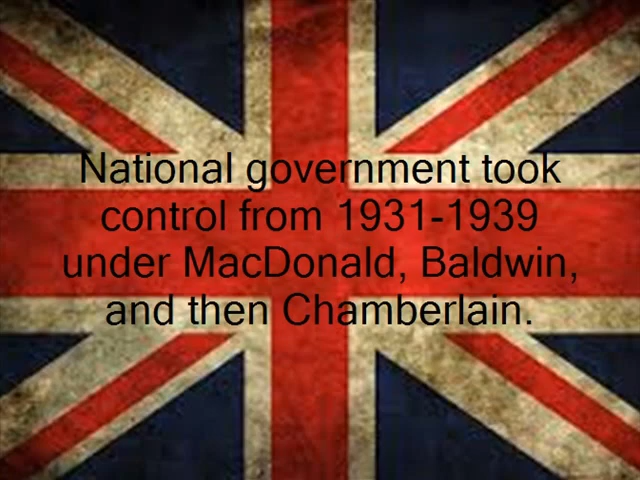 National government took
control from 1931-1939
under MacDonald, Baldwin,
and then Chamberlain.